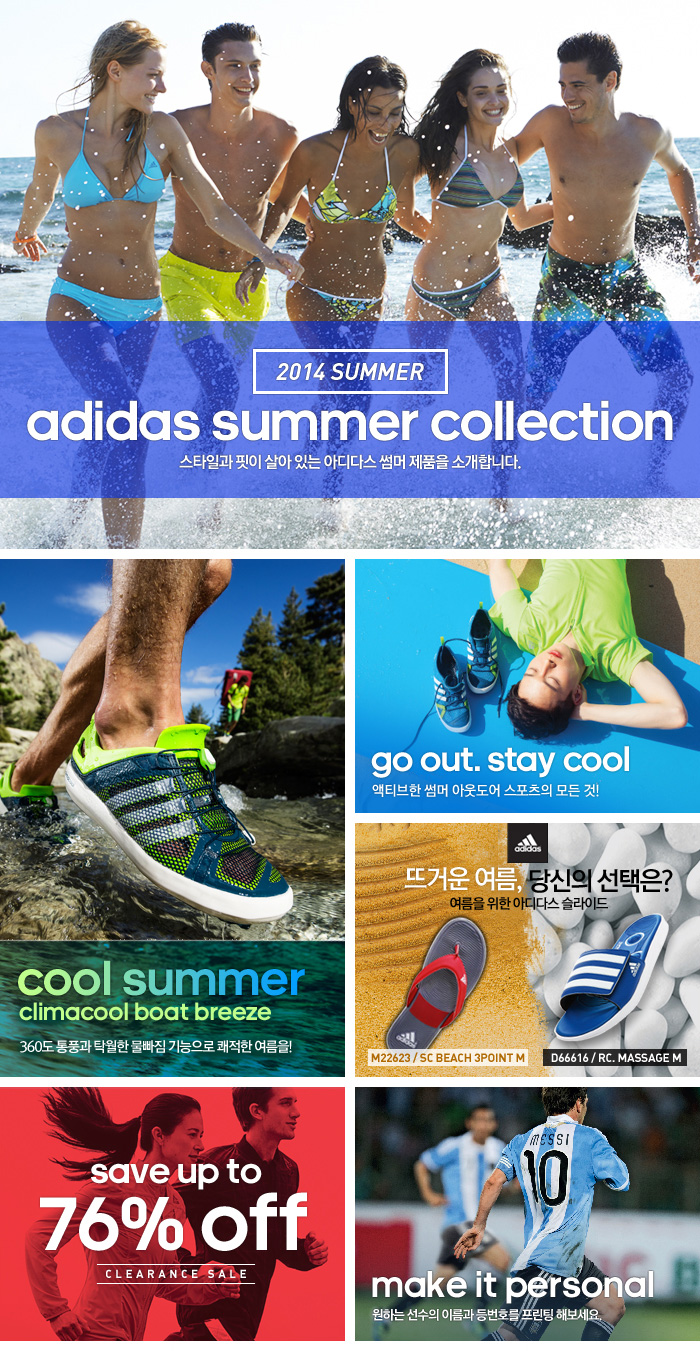 2014 SUMMER
adidas summer collection
스타일과 핏이 살아 있는 아디다스 썸머 제품을 소개합니다.
cool summer
climacool boat breeze
360도 통풍과 탁월한 물빠짐 기능으로 쾌적한 여름을!
go out. stay cool
액티브한 썸머 아웃도어 스포츠의 모든 것!
adidas
뜨거운 여름, 당신의 선택은?
여름을 위한 아디다스 슬라이드
M22623 / SC BEACH 3POINT M
D66616 / RC. MASSAGE M
save up to
76% off
CLEARANCE SALE
MESSI
10
make it personal
원하는 선수의 이름과 등번호를 프린팅 해보세요.